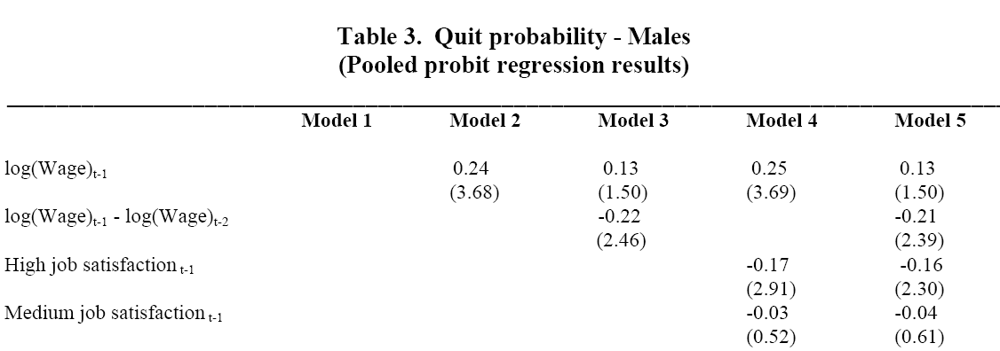 Table 3. Quit probability - Males
(Pooled probit regression results)
Model 1 Model 2 Model 3 Model 4 Model 5
log(Wage)t-1 0.24 0.13 0.25 0.13
(3.68) (1.50) (3.69) (1.50)
log(Wage)t-1 - log(Wage)t-2 -0.22 -0.21
(2.46) (2.39)
High job satisfaction t-1 -0.17 -0.16
(2.91) (2.30)
Medium job satisfaction t-1 -0.03 -0.04
(0.52) (0.61)